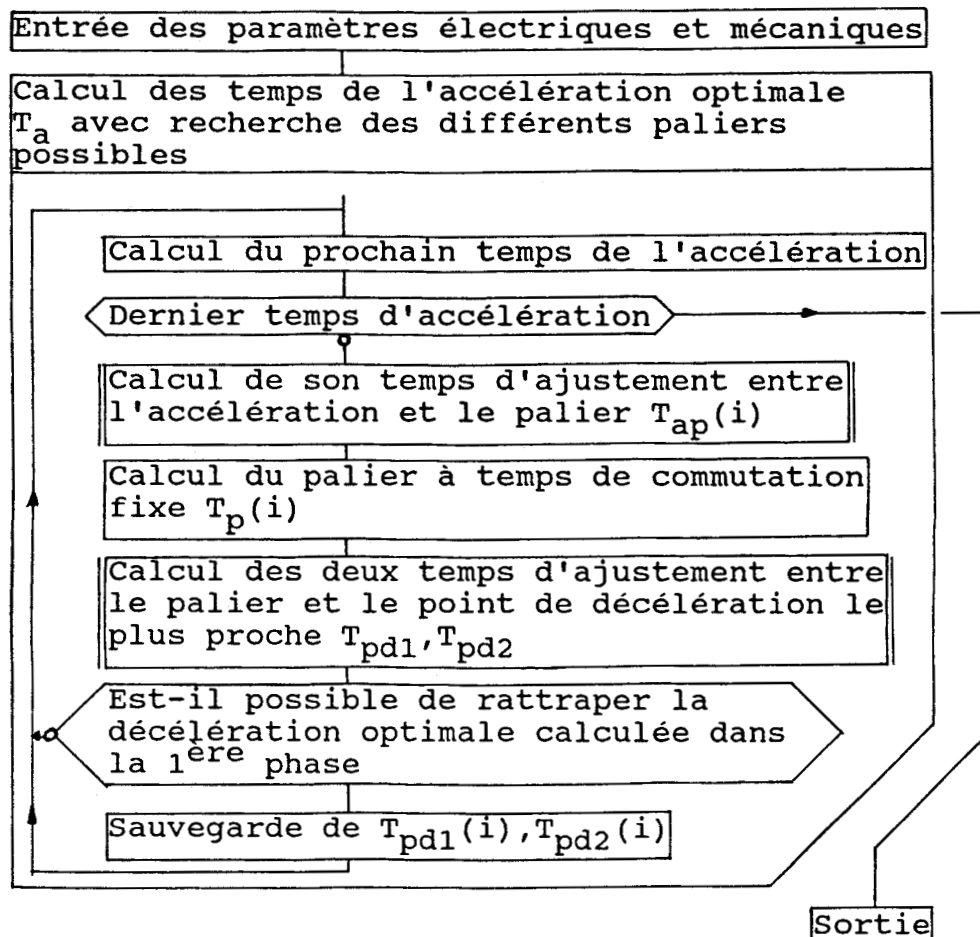 Entrée des paramètres électriques et mécaniques
Calcul des temps de l'accélération optimale
Ta avec recherche des différents paliers
possibles
Calcul du prochain temps de l'accélération
Dernier temps d'accélération
Calcul de son temps d'ajustement entre
l'accélération et le palier Tap(i)
Calcul du palier à temps de commutation
fixe Tp(i)
Calcul des deux temps d'ajustement entre
le palier et le point de décélération le
plus proche Tpd1,Tpd2
Est-il possible de rattraper la
décélération optimale calculée dans
la 1ère phase
Sauvegarde de Tpd1(i),Tpd2(i)
Sortie